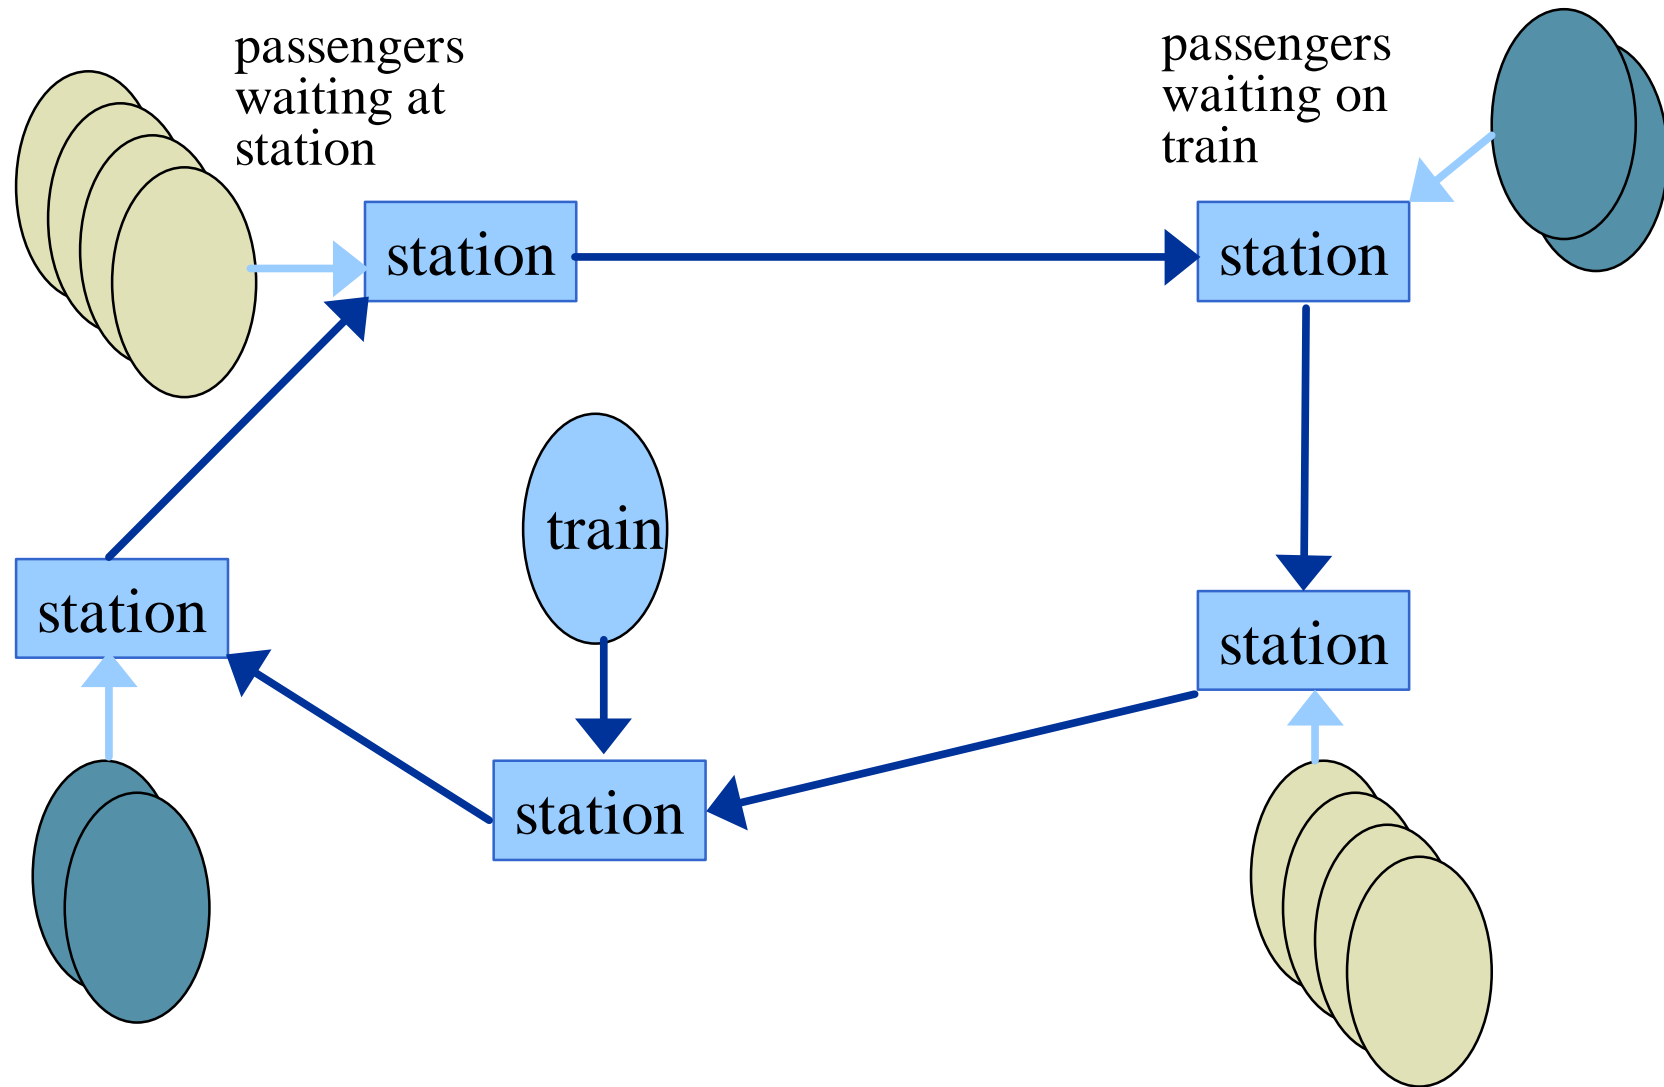 passengers
waiting at
station
passengers
waiting on
train
station
station
train
station
station
station